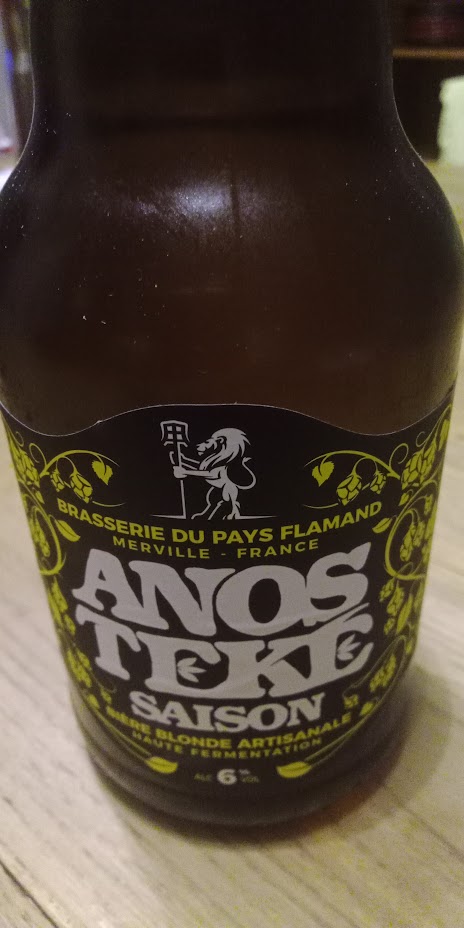 BRASSERIE DU PAYS FLAMAND
MERVILLE - FRANCE
ANOS
TEKÉ
SAISON
BIÈRE BLONDE ARTISANALE
HAUTE FERMENTATION
ALC 6% VOL